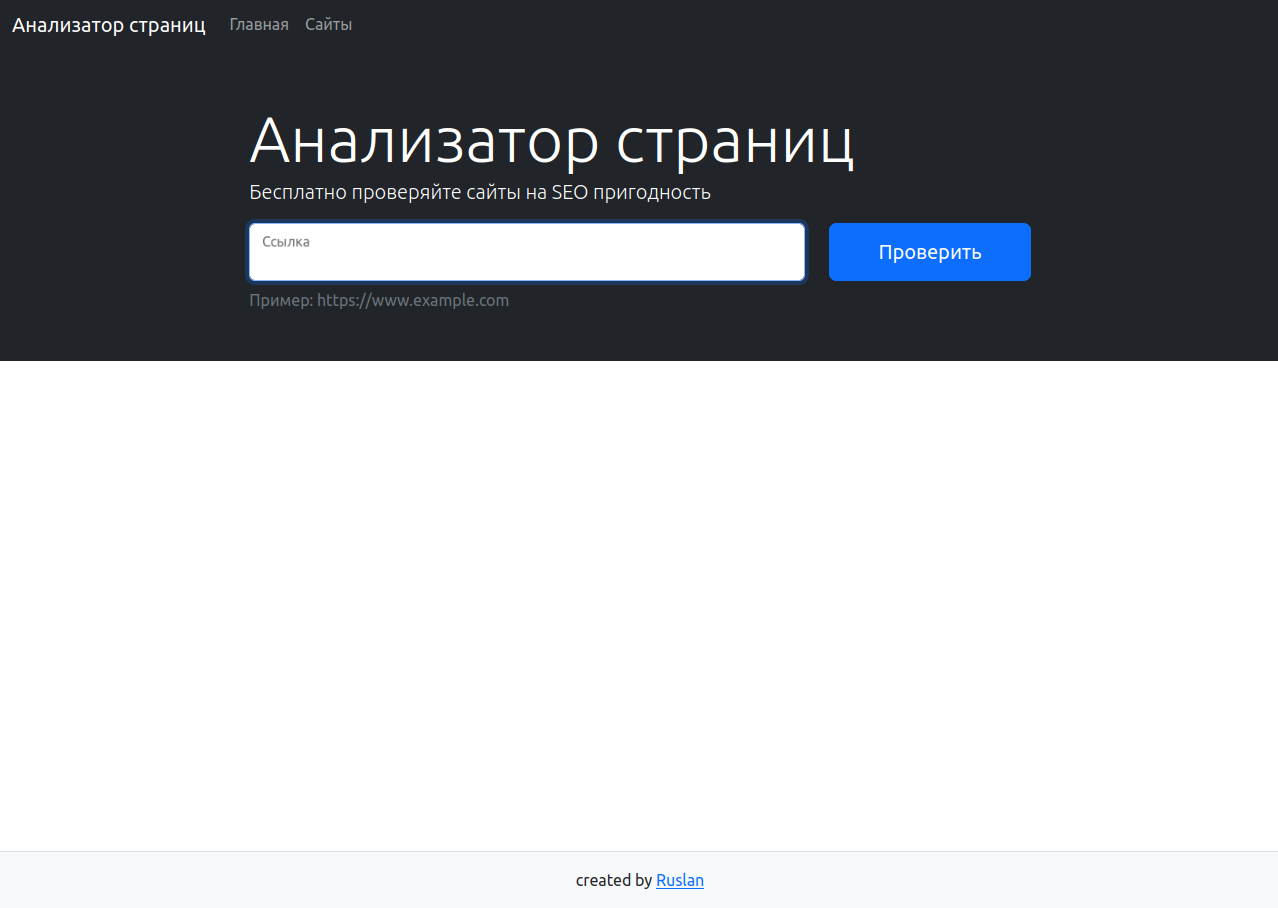 Анализатор страниц Главная Сайты
Анализатор страниц
Бесплатно проверяйте сайты на SEO пригодность
Ссылка
Проверить
Пример: https://www.example.com
created by Ruslan